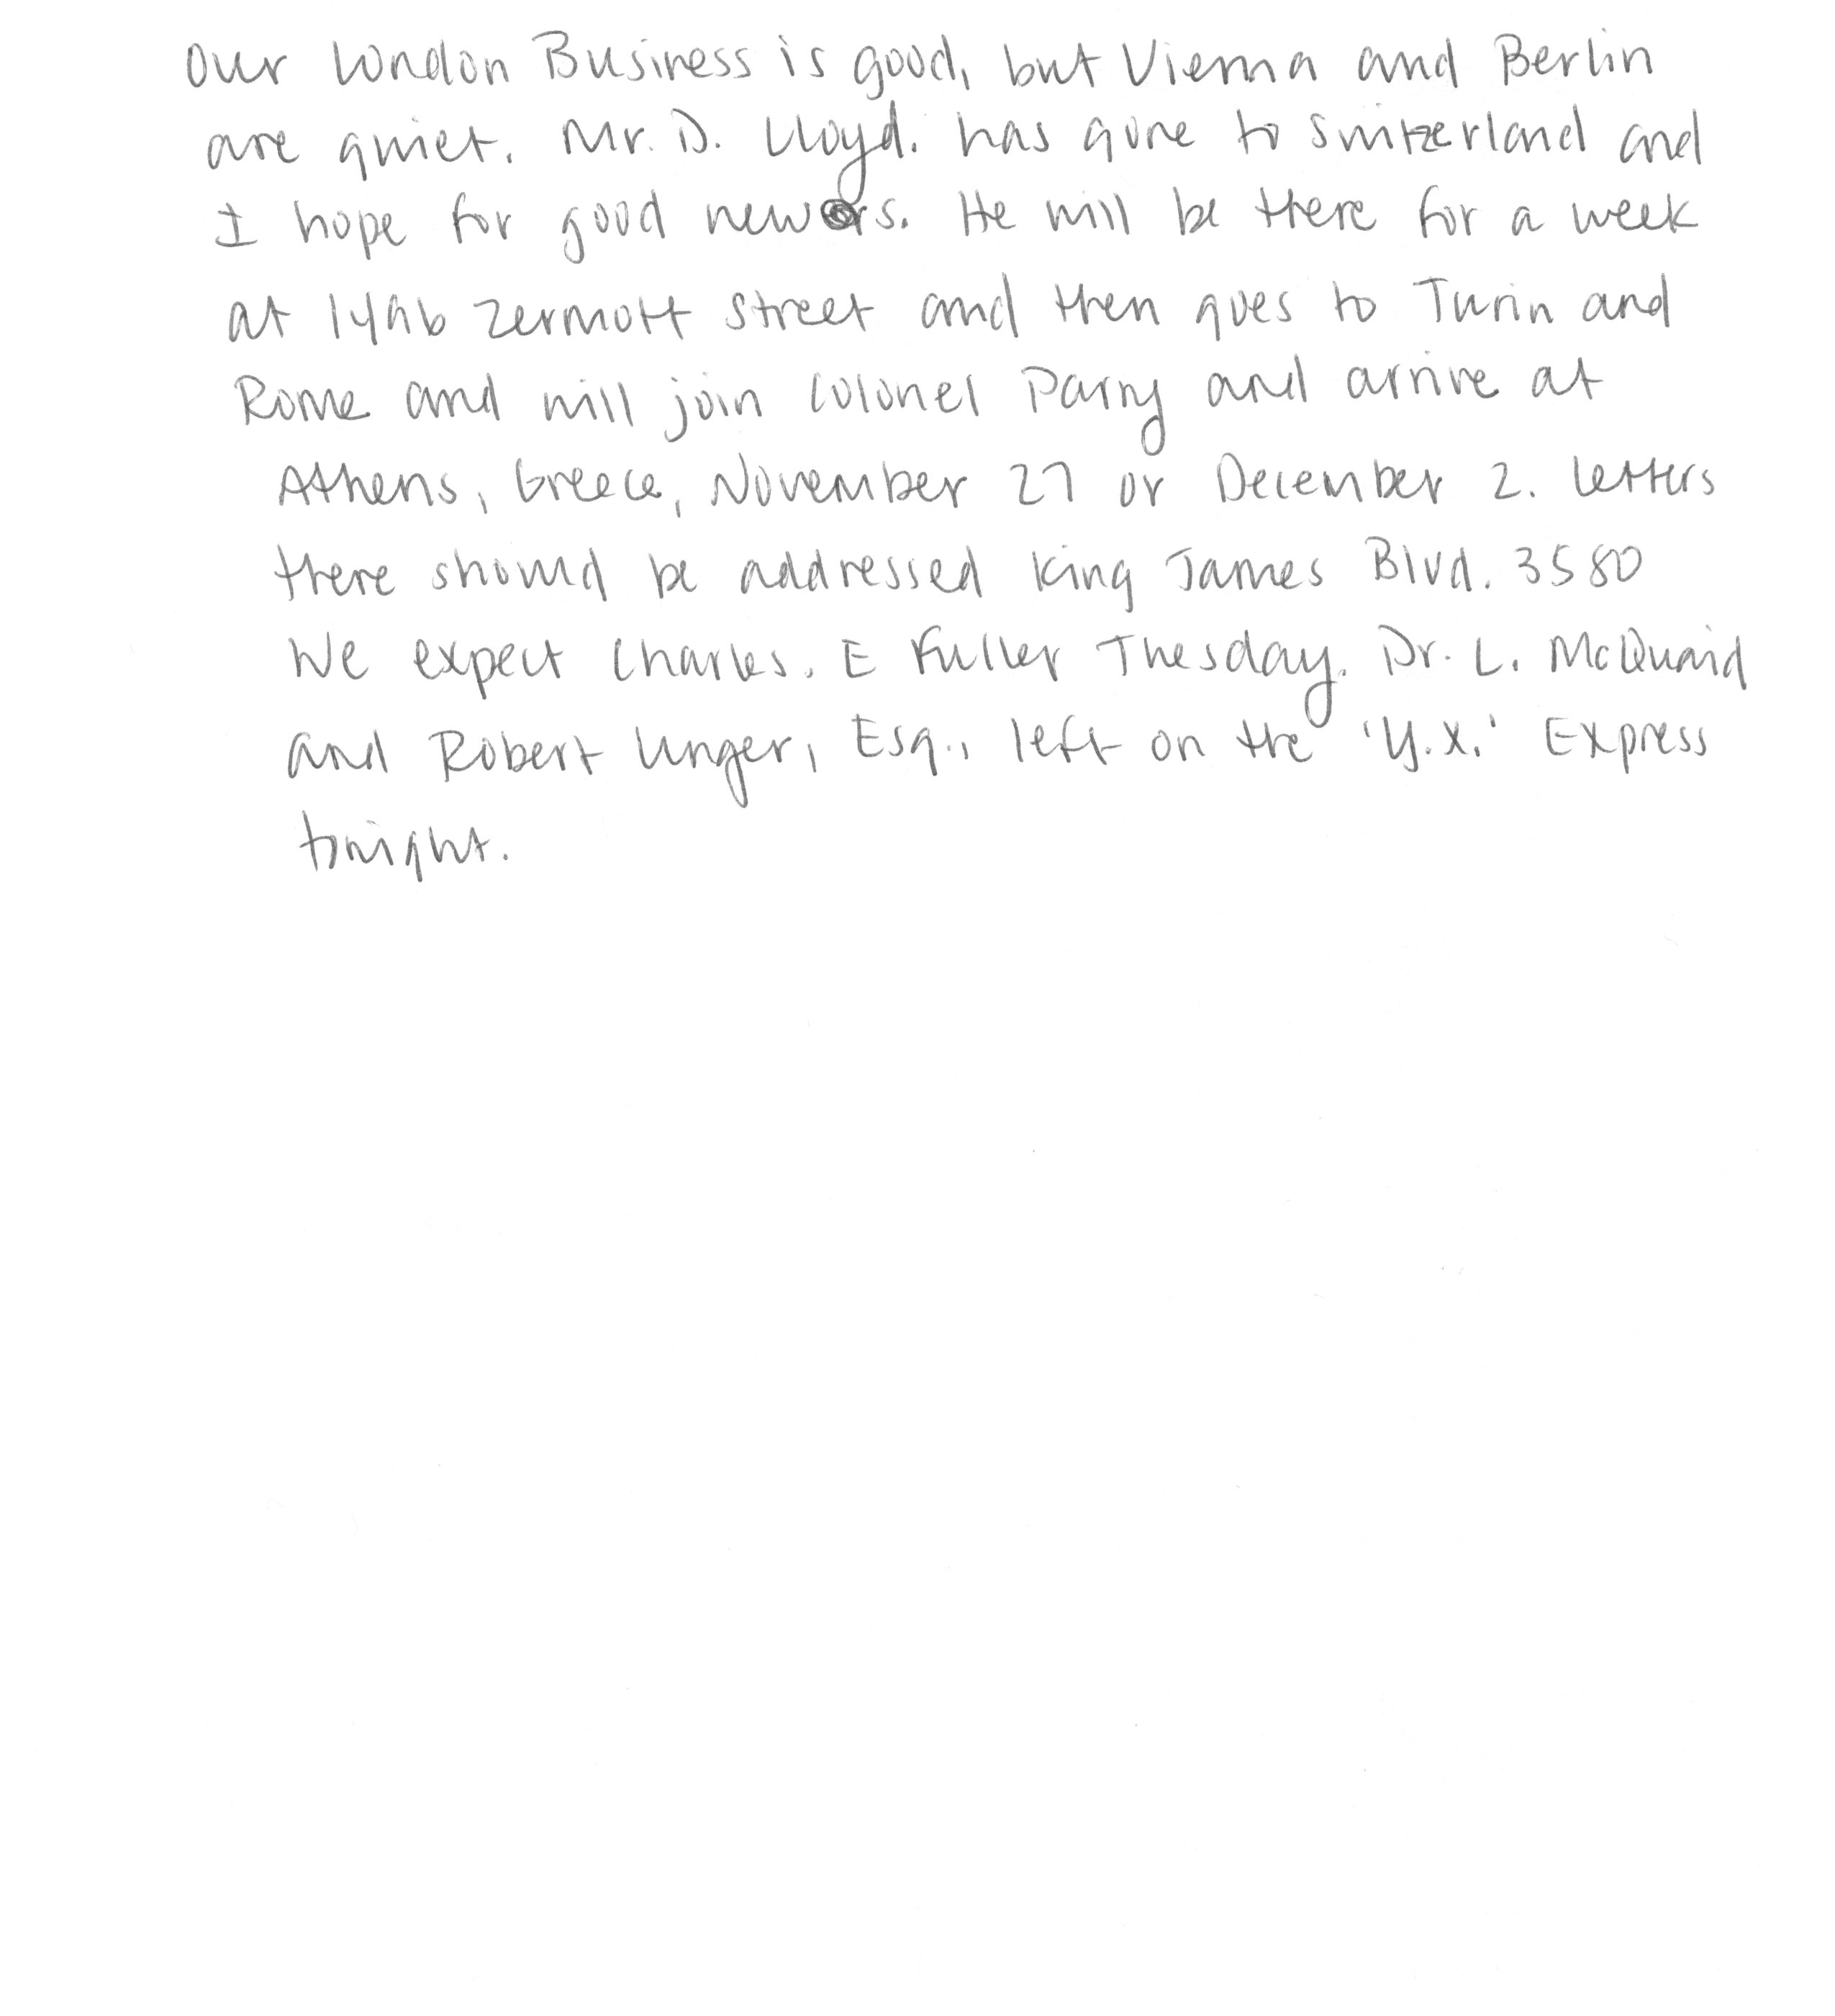 Our London Business is good, but Vienna and Berlin
are quiet. Mr. D. Lloyd. has gone to Switzerland and
I hope for good news. He will be there for a week
at 1496 Zermott Street and then goes to Turin and
Rome and will join Colonel Parry and arrive at
Athens, Greece, November 27 or December 2. Letters
there should be addressed King James Blvd. 3580
We expect Charles. E Fuller Thesday. Dr. L. McQuaid
and Robert Unger, Esq., left on the 'Y.X.' Express
tonight.